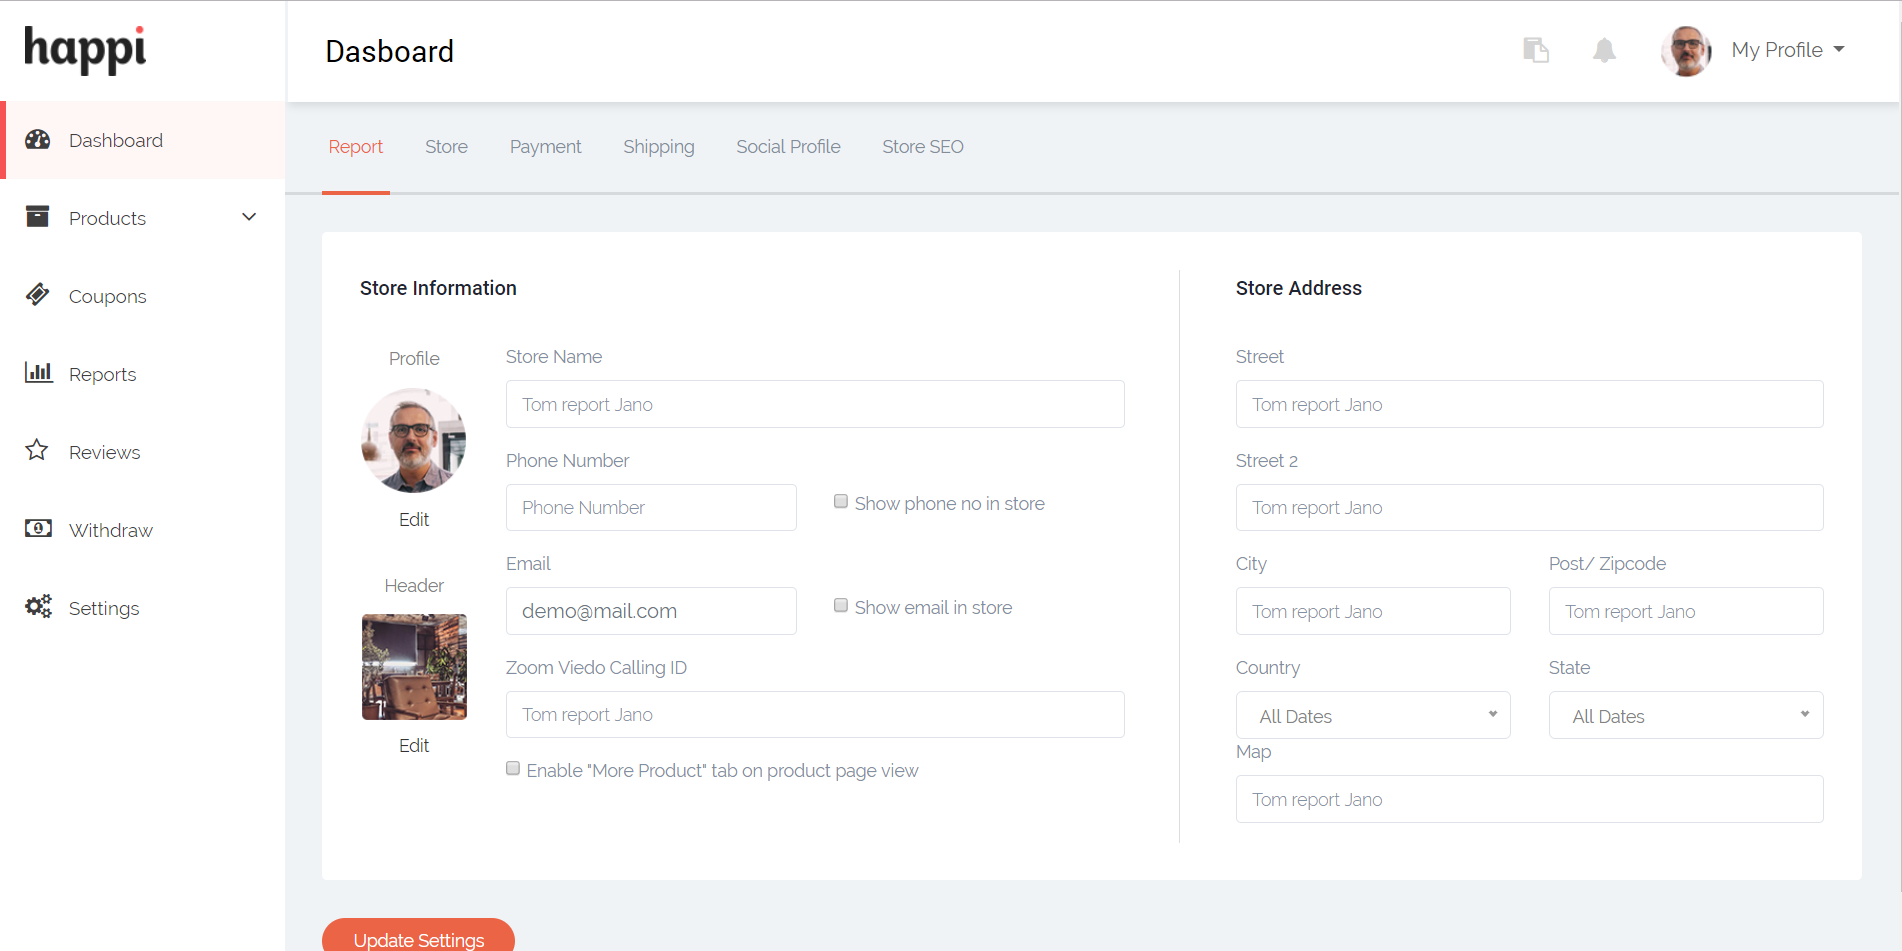 happi
Dasboard
My Profile
Dashboard
Products
Coupons
Reports
Reviews
Withdraw
Settings
Report Store Payment Shipping Social Profile Store SEO
Store Information
Profile
Edit
Header
Edit
Store Name
Tom report Jano
Phone Number
Phone Number
Show phone no in store
Email
demo@mail.com
Show email in store
Zoom Viedo Calling ID
Tom report Jano
Enable "More Product" tab on product page view
Store Address
Street
Tom report Jano
Street 2
Tom report Jano
City Post/ Zipcode
Tom report Jano Tom report Jano
Country State
All Dates All Dates
Map
Tom report Jano
Update Settings